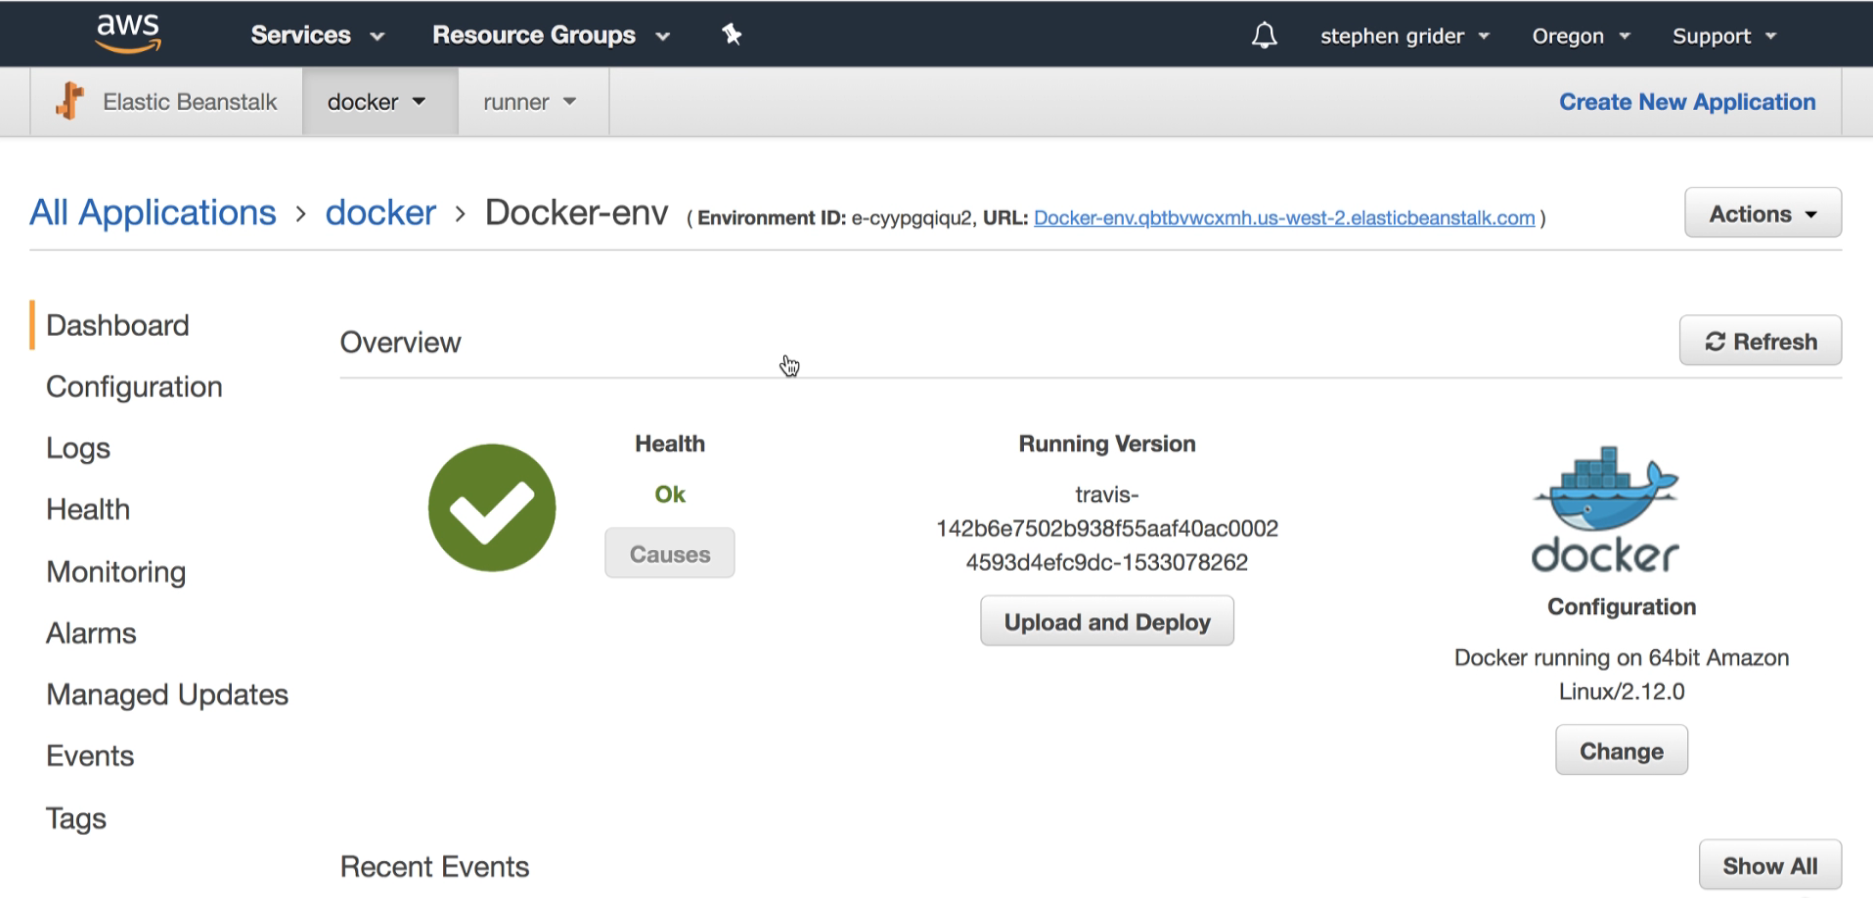 aws Services Resource Groups stephen grider Oregon Support
Elastic Beanstalk docker runner Create New Application
All Applications › docker › Docker-env ( Environment ID: e-cyypgqiqu2, URL: Docker-env.qbtbvwcxmh.us-west-2.elasticbeanstalk.com ) Actions
Dashboard
Configuration
Logs
Health
Monitoring
Alarms
Managed Updates
Events
Tags
Overview Refresh
Health
Ok
Causes
Running Version
travis-
142b6e7502b938f55aaf40ac0002
4593d4efc9dc-1533078262
Upload and Deploy
docker
Configuration
Docker running on 64bit Amazon
Linux/2.12.0
Change
Recent Events Show All